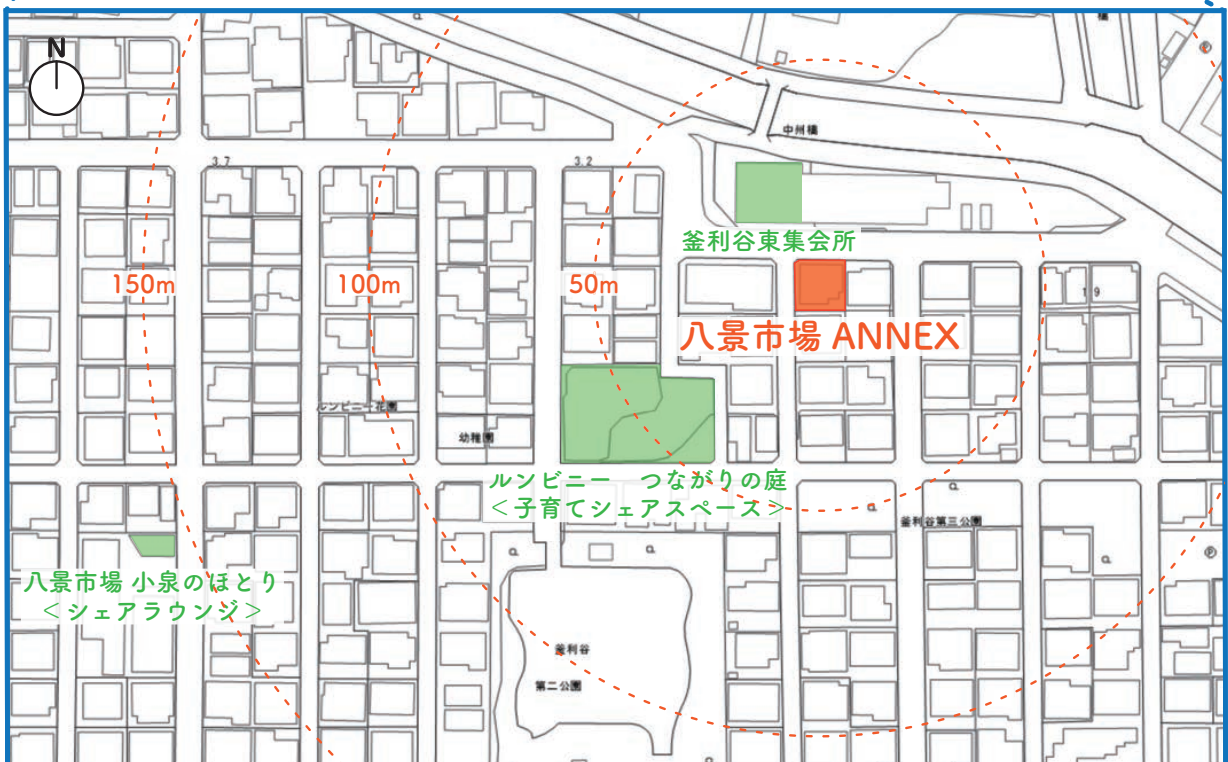 N
橋
中州橋
3.7
3.2
釜利谷東集会所
150m
100m
50m
1 9
八景市場 ANNEX
ルンビニー花園
幼稚園
ルンビニー つながりの庭
<子育てシェアスペース>
釜利谷第三公園
八景市場 小泉のほとり
<シェアラウンジ>
釜利谷
第二公園